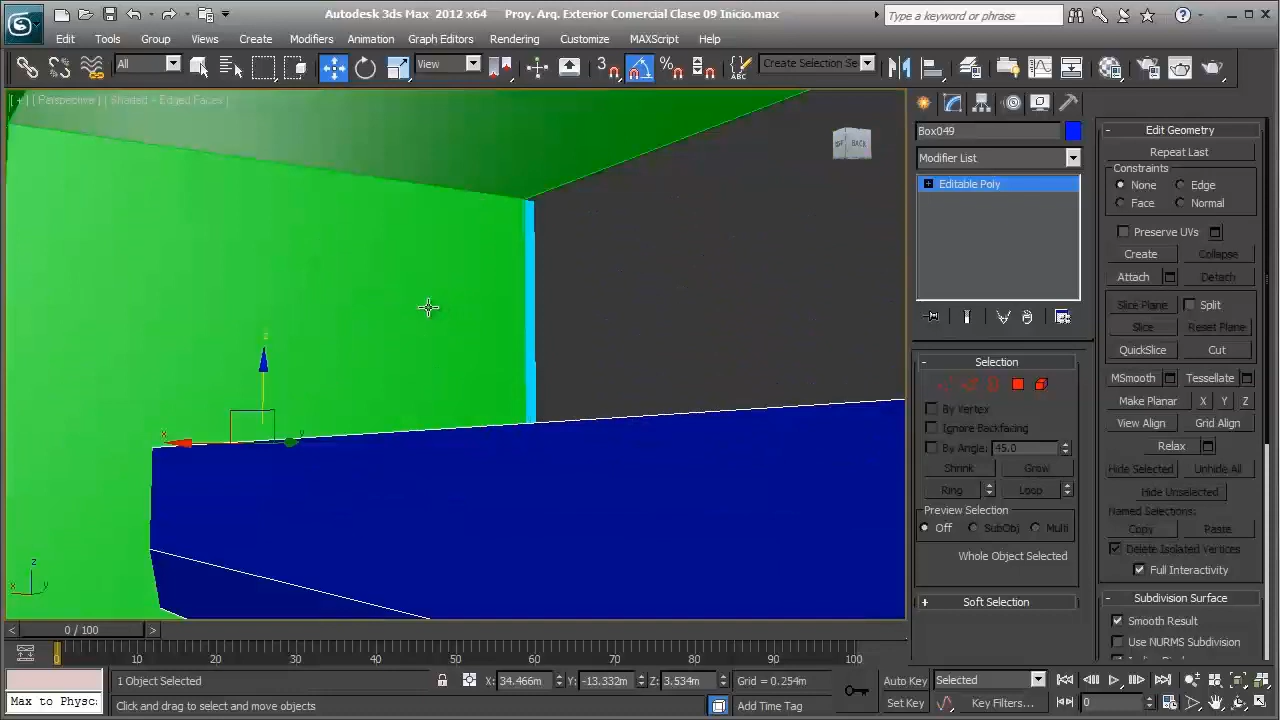 Autodesk 3ds Max 2012 x64 Proy. Arq. Exterior Comercial Clase 09 Inicio.max
Type a keyword or phrase
Edit Tools Group Views Create Modifiers Animation Graph Editors Rendering Customize MAXScript Help
All View 3 Create Selection Se
[ + ] [ Perspective ] [ Shaded + Edged Faces ]
BACK
Box049
Modifier List
Editable Poly
Selection
By Vertex
Ignore Backfacing
By Angle: 45.0
Shrink Grow
Ring Loop
Preview Selection
Off SubObj Multi
Whole Object Selected
Soft Selection
Edit Geometry
Repeat Last
Constraints
None Edge
Face Normal
Preserve UVs
Create Collapse
Attach Detach
Slice Plane Split
Slice Reset Plane
QuickSlice Cut
MSmooth Tessellate
Make Planar X Y Z
View Align Grid Align
Relax
Hide Selected Unhide All
Hide Unselected
Named Selections:
Copy Paste
Delete Isolated Vertices
Full Interactivity
Subdivision Surface
Smooth Result
Use NURMS Subdivision
z
x y
z
x y
< 0 / 100 >
0 10 20 30 40 50 60 70 80 90 100
1 Object Selected X: 34.466m Y: -13.332m Z: 3.534m Grid = 0.254m Auto Key Selected
Max to Physc: Click and drag to select and move objects Add Time Tag Set Key Key Filters... 0